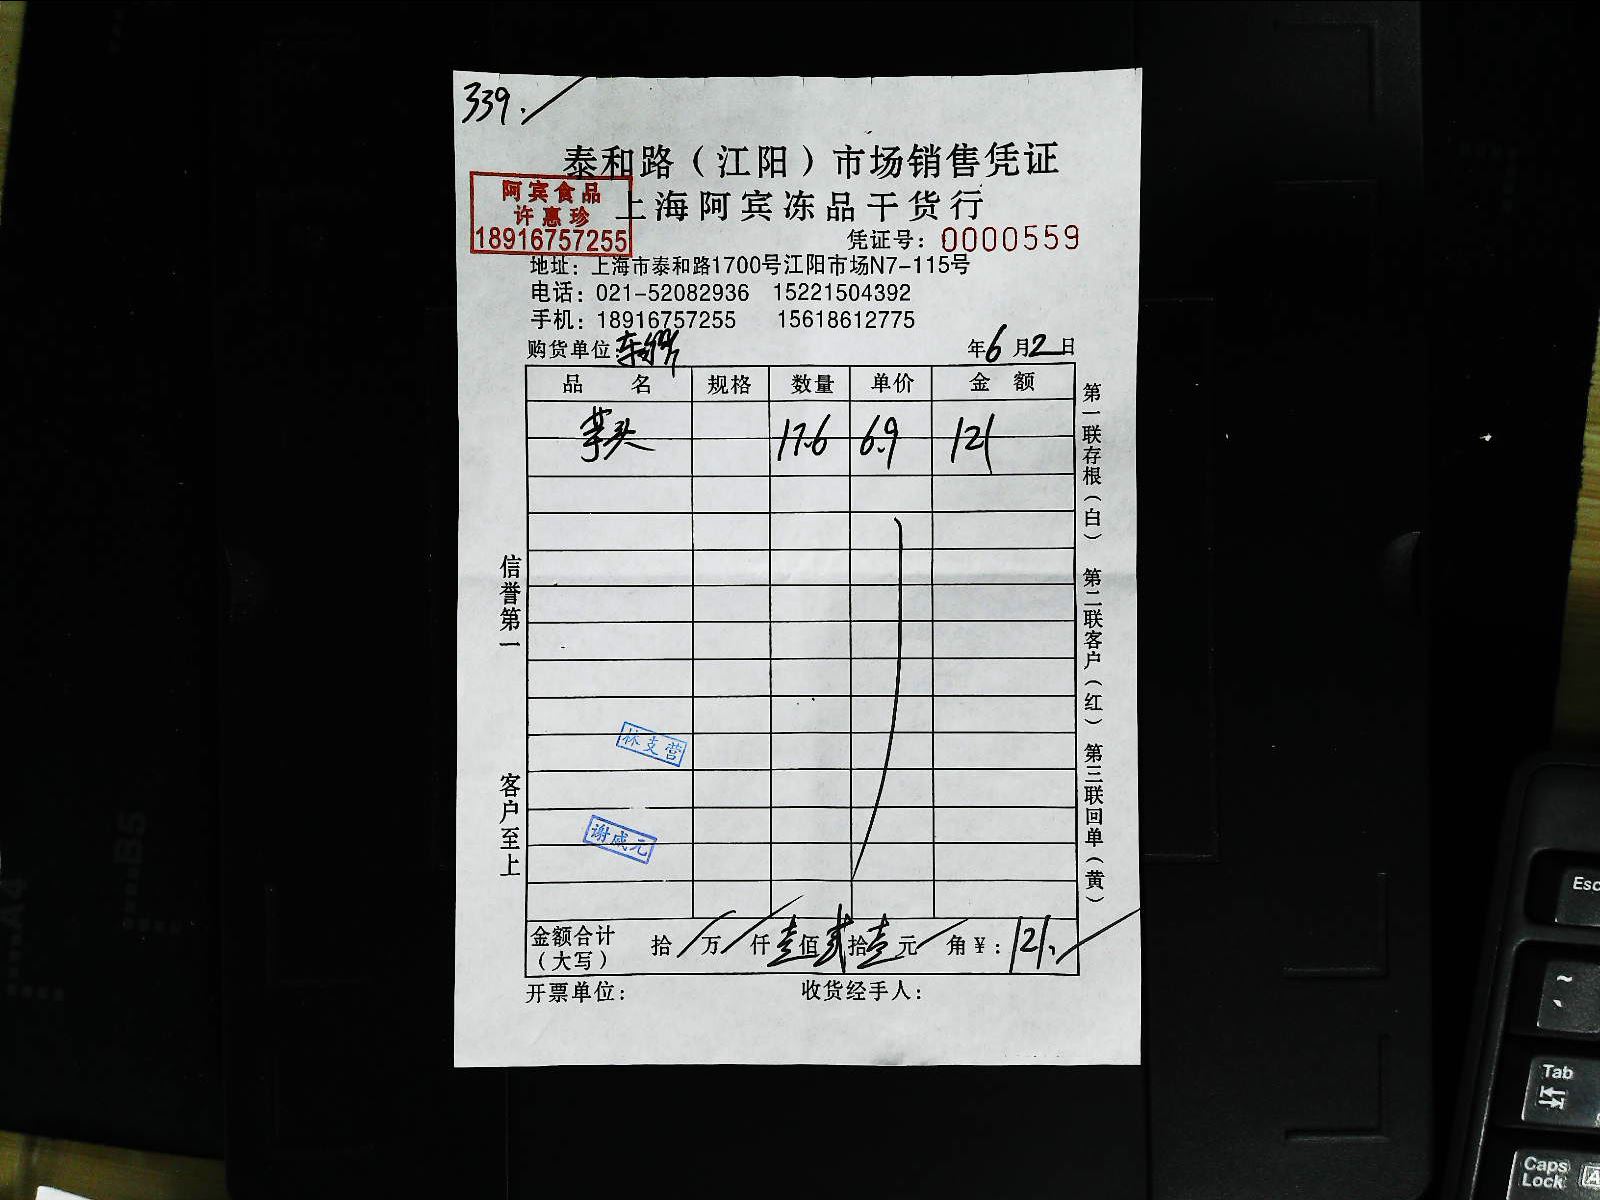 339.
泰和路（江阳）市场销售凭证
阿宾食品
许惠珍
18916757255
上海阿宾冻品干货行
凭证号：0000559
地址：上海市泰和路1700号江阳市场N7-115号
电话：021-52082936 15221504392
手机：18916757255 15618612775
购货单位 年6月2日
品名 规格 数量 单价 金额
芋头 17.6 6.9 121
信誉第一 客户至上
第一联存根（白） 第二联客户（红） 第三联回单（黄）
林支营
谢咸元
金额合计（大写） 拾 万 仟壹佰贰拾壹元 角¥：121.
开票单位： 收货经手人：
B5
A4
Esc
~
Tab
Caps Lock
A